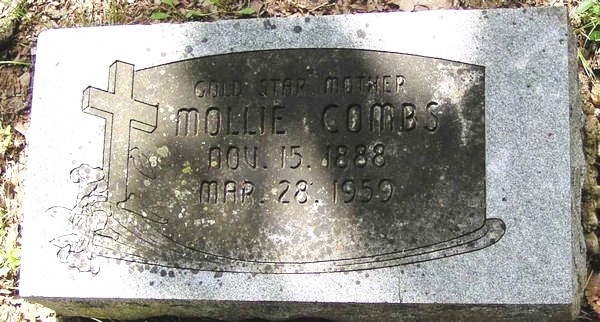 GOLD STAR MOTHER
MOLLIE COMBS
NOV. 15. 1888
MAR. 28. 1959